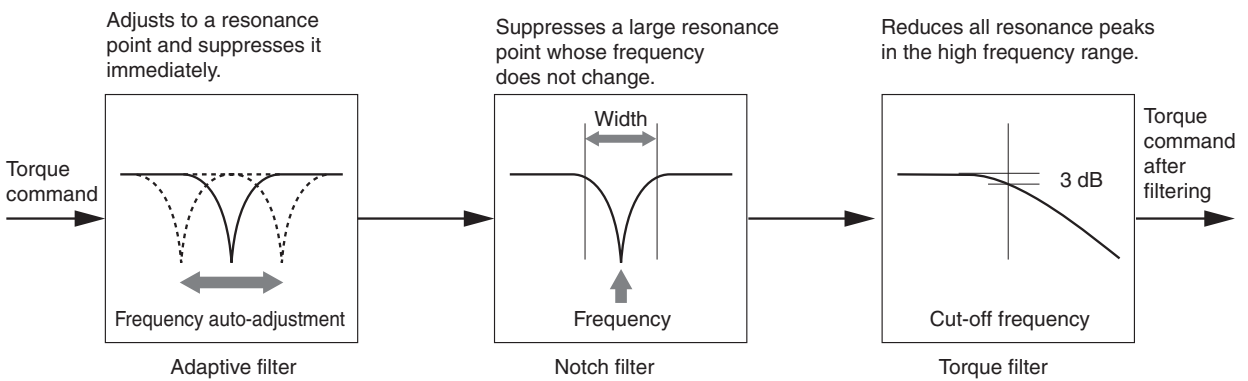 Adjusts to a resonance
point and suppresses it
immediately.
Suppresses a large resonance
point whose frequency
does not change.
Reduces all resonance peaks
in the high frequency range.
Torque
command
Frequency auto-adjustment
Adaptive filter
Width
Frequency
Notch filter
3 dB
Cut-off frequency
Torque filter
Torque
command
after
filtering